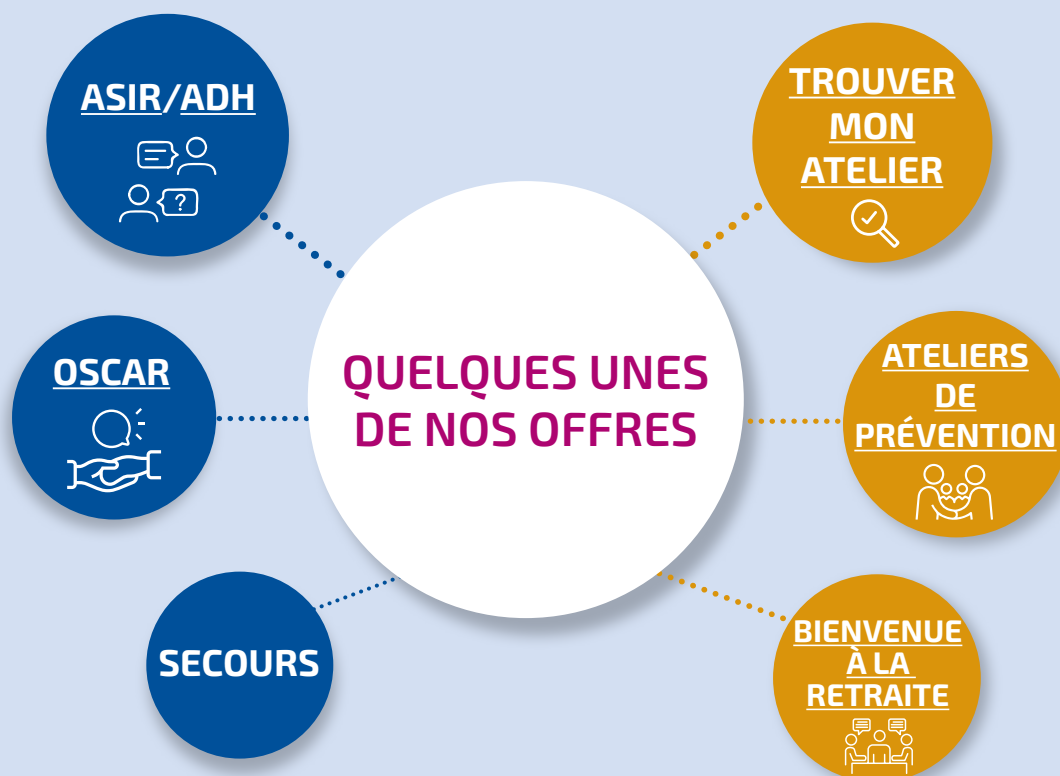 ASIR/ADH
?
OSCAR
SECOURS
QUELQUES UNES
DE NOS OFFRES
TROUVER
MON
ATELIER
ATELIERS
DE
PRÉVENTION
BIENVENUE
À LA
RETRAITE